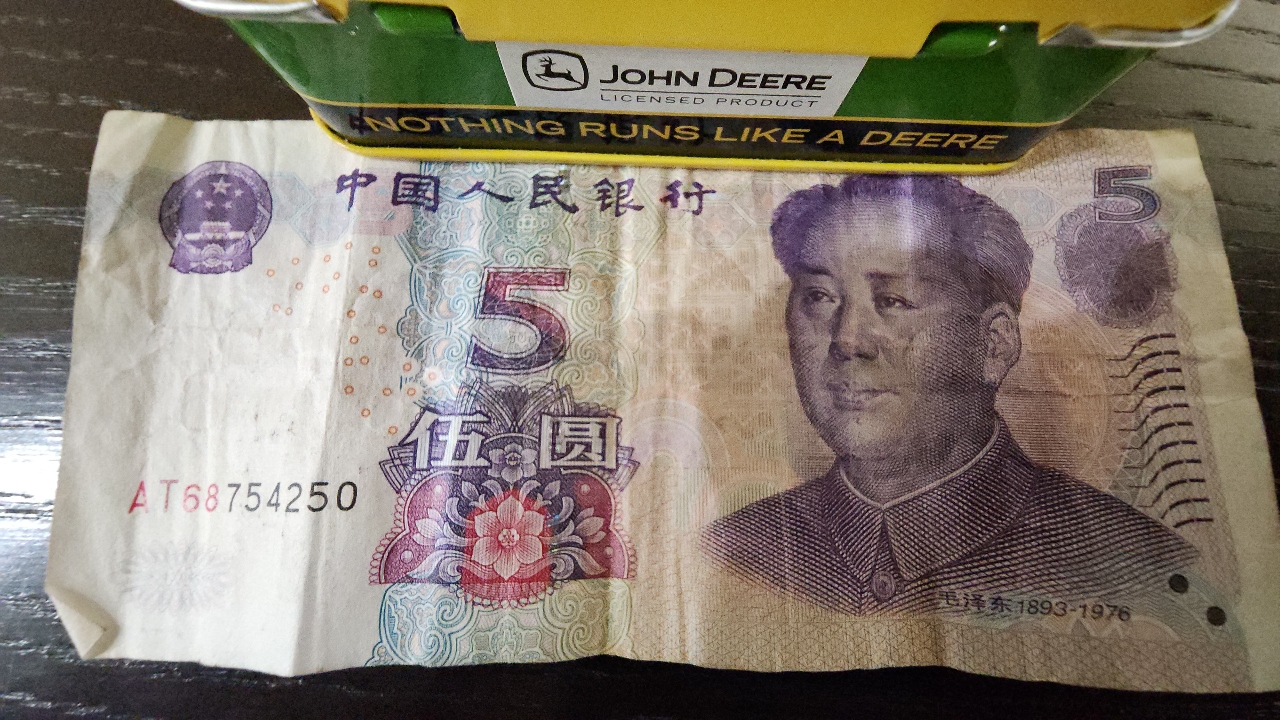 JOHN DEERE
LICENSED PRODUCT
NOTHING RUNS LIKE A DEERE
中国人民银行
5
5
伍圆
AT68754250
毛泽东 1893-1976